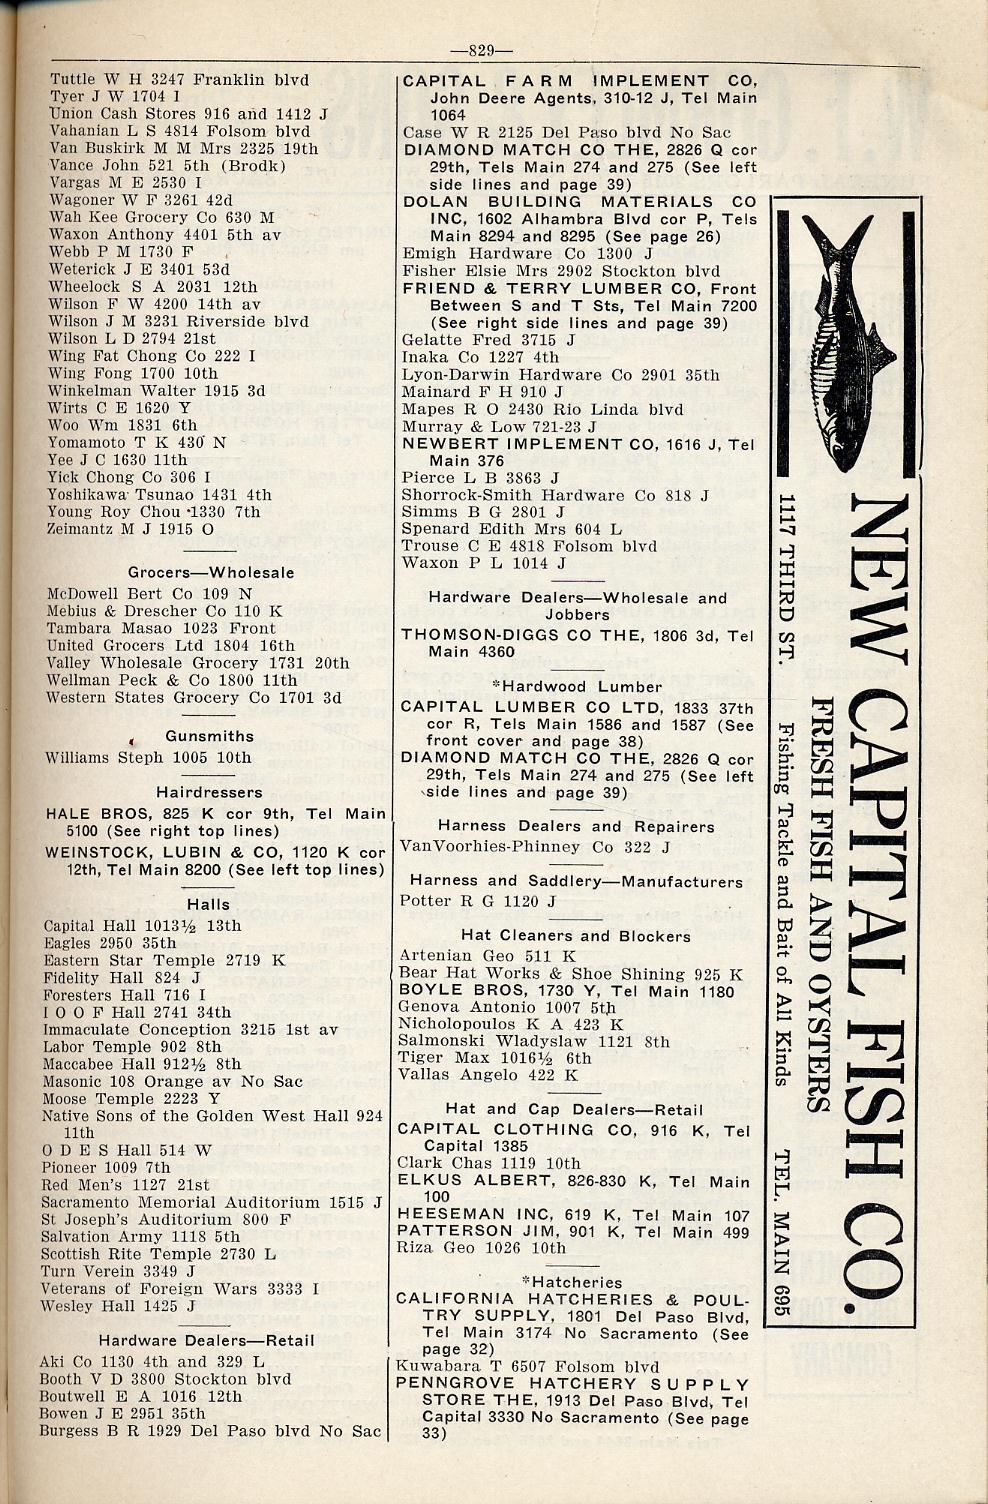 —829—
Tuttle W H 3247 Franklin blvd
Tyer J W 1704 I
Union Cash Stores 916 and 1412 J
Vahanian L S 4814 Folsom blvd
Van Buskirk M M Mrs 2325 19th
Vance John 521 5th (Brodk)
Vargas M E 2530 I
Wagoner W F 3261 42d
Wah Kee Grocery Co 630 M
Waxon Anthony 4401 5th av
Webb P M 1730 F
Weterick J E 3401 53d
Wheelock S A 2031 12th
Wilson F W 4200 14th av
Wilson J M 3231 Riverside blvd
Wilson L D 2794 21st
Wing Fat Chong Co 222 I
Wing Fong 1700 10th
Winkelman Walter 1915 3d
Wirts C E 1620 Y
Woo Wm 1831 6th
Yomamoto T K 430 N
Yee J C 1630 11th
Yick Chong Co 306 I
Yoshikawa Tsunao 1431 4th
Young Roy Chou 1330 7th
Zeimantz M J 1915 O
Grocers—Wholesale
McDowell Bert Co 109 N
Mebius & Drescher Co 110 K
Tambara Masao 1023 Front
United Grocers Ltd 1804 16th
Valley Wholesale Grocery 1731 20th
Wellman Peck & Co 1800 11th
Western States Grocery Co 1701 3d
Gunsmiths
Williams Steph 1005 10th
Hairdressers
HALE BROS, 825 K cor 9th, Tel Main
5100 (See right top lines)
WEINSTOCK, LUBIN & CO, 1120 K cor
12th, Tel Main 8200 (See left top lines)
Halls
Capital Hall 1013½ 13th
Eagles 2950 35th
Eastern Star Temple 2719 K
Fidelity Hall 824 J
Foresters Hall 716 I
I O O F Hall 2741 34th
Immaculate Conception 3215 1st av
Labor Temple 902 8th
Maccabee Hall 912½ 8th
Masonic 108 Orange av No Sac
Moose Temple 2223 Y
Native Sons of the Golden West Hall 924
11th
O D E S Hall 514 W
Pioneer 1009 7th
Red Men's 1127 21st
Sacramento Memorial Auditorium 1515 J
St Joseph's Auditorium 800 F
Salvation Army 1118 5th
Scottish Rite Temple 2730 L
Turn Verein 3349 J
Veterans of Foreign Wars 3333 I
Wesley Hall 1425 J
Hardware Dealers—Retail
Aki Co 1130 4th and 329 L
Booth V D 3800 Stockton blvd
Boutwell E A 1016 12th
Bowen J E 2951 35th
Burgess B R 1929 Del Paso blvd No Sac
CAPITAL FARM IMPLEMENT CO,
John Deere Agents, 310-12 J, Tel Main
1064
Case W R 2125 Del Paso blvd No Sac
DIAMOND MATCH CO THE, 2826 Q cor
29th, Tels Main 274 and 275 (See left
side lines and page 39)
DOLAN BUILDING MATERIALS CO
INC, 1602 Alhambra Blvd cor P, Tels
Main 8294 and 8295 (See page 26)
Emigh Hardware Co 1300 J
Fisher Elsie Mrs 2902 Stockton blvd
FRIEND & TERRY LUMBER CO, Front
Between S and T Sts, Tel Main 7200
(See right side lines and page 39)
Gelatte Fred 3715 J
Inaka Co 1227 4th
Lyon-Darwin Hardware Co 2901 35th
Mainard F H 910 J
Mapes R O 2430 Rio Linda blvd
Murray & Low 721-23 J
NEWBERT IMPLEMENT CO, 1616 J, Tel
Main 376
Pierce L B 3863 J
Shorrock-Smith Hardware Co 818 J
Simms B G 2801 J
Spenard Edith Mrs 604 L
Trouse C E 4818 Folsom blvd
Waxon P L 1014 J
Hardware Dealers—Wholesale and
Jobbers
THOMSON-DIGGS CO THE, 1806 3d, Tel
Main 4360
*Hardwood Lumber
CAPITAL LUMBER CO LTD, 1833 37th
cor R, Tels Main 1586 and 1587 (See
front cover and page 38)
DIAMOND MATCH CO THE, 2826 Q cor
29th, Tels Main 274 and 275 (See left
side lines and page 39)
Harness Dealers and Repairers
VanVoorhies-Phinney Co 322 J
Harness and Saddlery—Manufacturers
Potter R G 1120 J
Hat Cleaners and Blockers
Artenian Geo 511 K
Bear Hat Works & Shoe Shining 925 K
BOYLE BROS, 1730 Y, Tel Main 1180
Genova Antonio 1007 5th
Nicholopoulos K A 423 K
Salmonski Wladyslaw 1121 8th
Tiger Max 1016½ 6th
Vallas Angelo 422 K
Hat and Cap Dealers—Retail
CAPITAL CLOTHING CO, 916 K, Tel
Capital 1385
Clark Chas 1119 10th
ELKUS ALBERT, 826-830 K, Tel Main
100
HEESEMAN INC, 619 K, Tel Main 107
PATTERSON JIM, 901 K, Tel Main 499
Riza Geo 1026 10th
*Hatcheries
CALIFORNIA HATCHERIES & POUL-
TRY SUPPLY, 1801 Del Paso Blvd,
Tel Main 3174 No Sacramento (See
page 32)
Kuwabara T 6507 Folsom blvd
PENNGROVE HATCHERY SUPPLY
STORE THE, 1913 Del Paso Blvd, Tel
Capital 3330 No Sacramento (See page
33)
NEW CAPITAL FISH CO.
FRESH FISH AND OYSTERS
Fishing Tackle and Bait of All Kinds
1117 THIRD ST.
TEL. MAIN 695